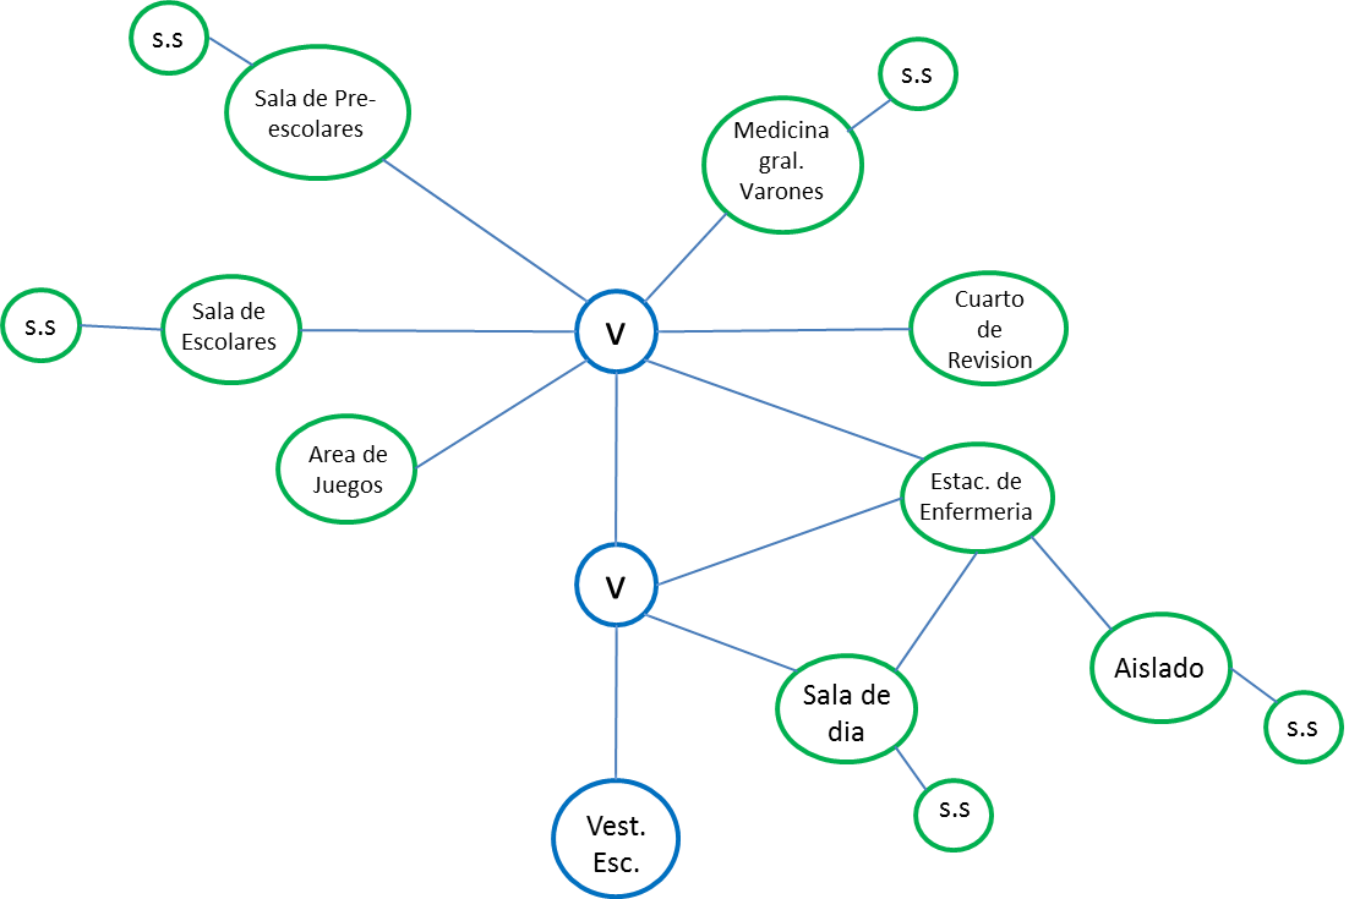 s.s
Sala de Pre-
escolares
s.s
Medicina
gral.
Varones
s.s
Sala de
Escolares
V
Cuarto
de
Revision
Area de
Juegos
Estac. de
Enfermeria
V
Aislado
s.s
Sala de
dia
s.s
Vest.
Esc.